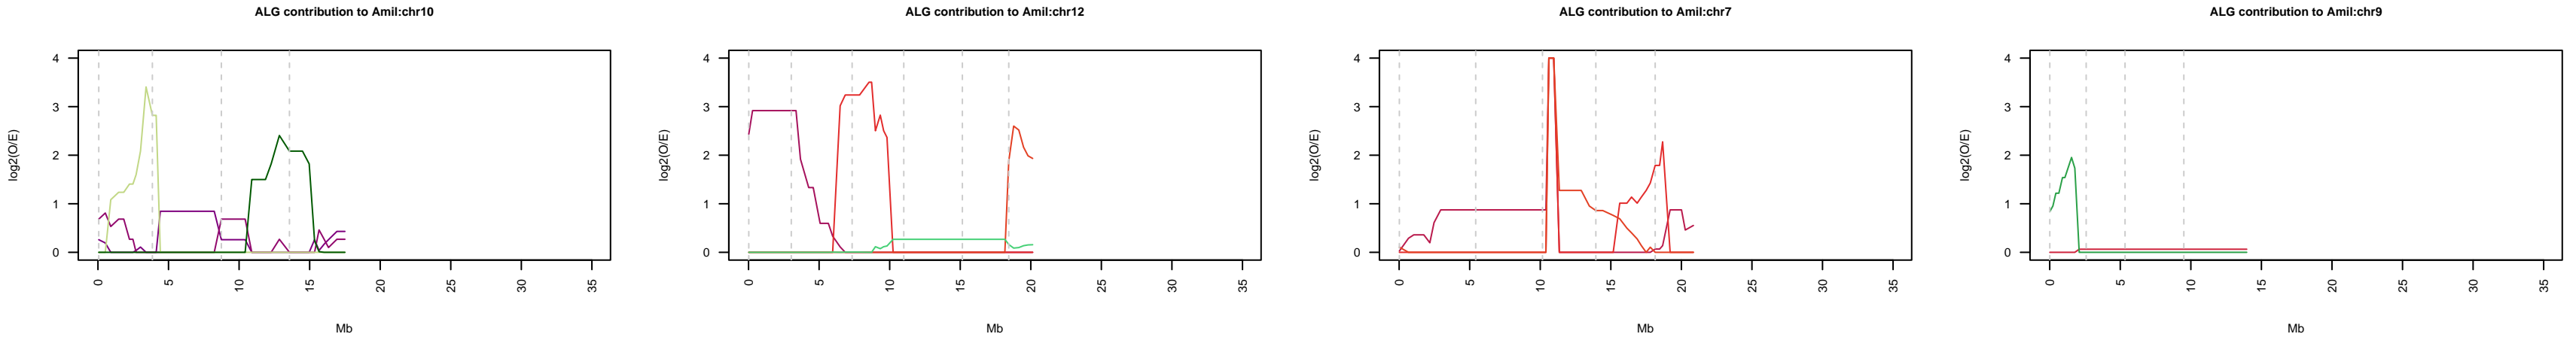 ALG contribution to Amil:chr10
4
3
2
1
0
log2(O/E)
0 5 10 15 20 25 30 35
Mb
ALG contribution to Amil:chr12
4
3
2
1
0
log2(O/E)
0 5 10 15 20 25 30 35
Mb
ALG contribution to Amil:chr7
4
3
2
1
0
log2(O/E)
0 5 10 15 20 25 30 35
Mb
ALG contribution to Amil:chr9
4
3
2
1
0
log2(O/E)
0 5 10 15 20 25 30 35
Mb